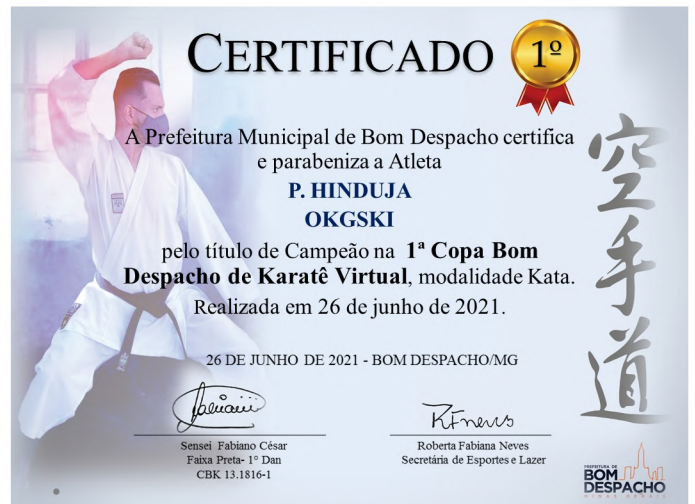 CERTIFICADO
1º
A Prefeitura Municipal de Bom Despacho certifica
e parabeniza a Atleta
P. HINDUJA
OKGSKI
pelo título de Campeão na 1ª Copa Bom
Despacho de Karatê Virtual, modalidade Kata.
Realizada em 26 de junho de 2021.
空手道
26 DE JUNHO DE 2021 - BOM DESPACHO/MG
Sensei Fabiano César
Faixa Preta- 1° Dan
CBK 13.1816-1
Roberta Fabiana Neves
Secretária de Esportes e Lazer
PREFEITURA DE
BOM
DESPACHO
MINAS GERAIS